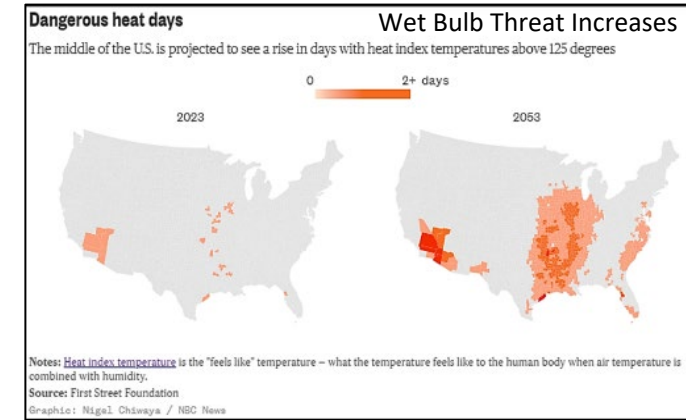 Dangerous heat days
Wet Bulb Threat Increases
The middle of the U.S. is projected to see a rise in days with heat index temperatures above 125 degrees
0 2+ days
2023 2053
Notes: Heat index temperature is the "feels like" temperature – what the temperature feels like to the human body when air temperature is
combined with humidity.
Source: First Street Foundation
Graphic: Nigel Chiwaya / NBC News